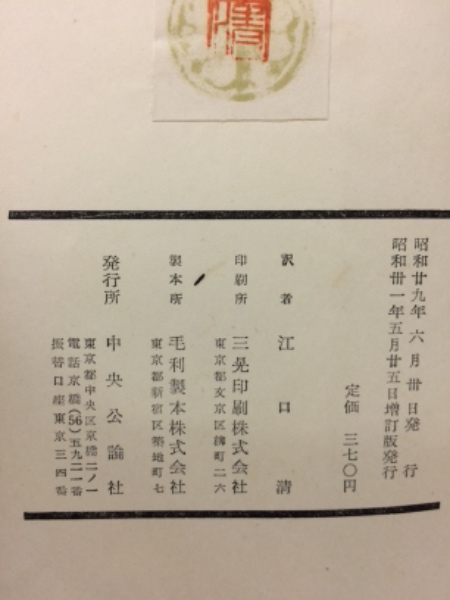 清
昭和廿九年六月卅日発行
昭和卅一年五月廿五日増訂版発行
定価 三七〇円
訳者 江口清
印刷所 三晃印刷株式会社
東京都文京区柳町二六
製本所 毛利製本株式会社
東京都新宿区築地町七
発行所 中央公論社
東京都中央区京橋二ノ一
電話京橋(56)五九二一番
振替口座東京三四番